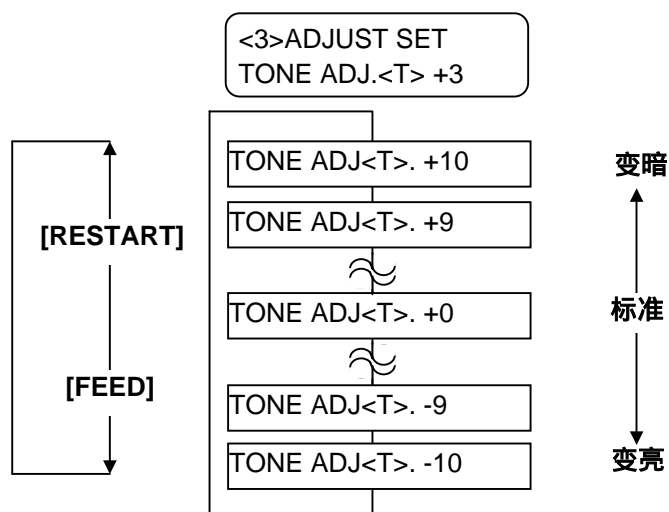 <3>ADJUST SET
TONE ADJ.<T> +3
TONE ADJ<T>. +10
变暗
TONE ADJ<T>. +9
[RESTART]
TONE ADJ<T>. +0
标准
[FEED]
TONE ADJ<T>. -9
TONE ADJ<T>. -10
变亮